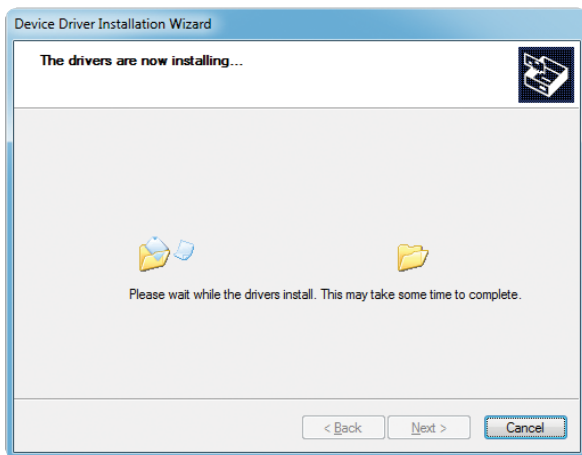 Device Driver Installation Wizard
The drivers are now installing...
Please wait while the drivers install. This may take some time to complete.
< Back
Next >
Cancel